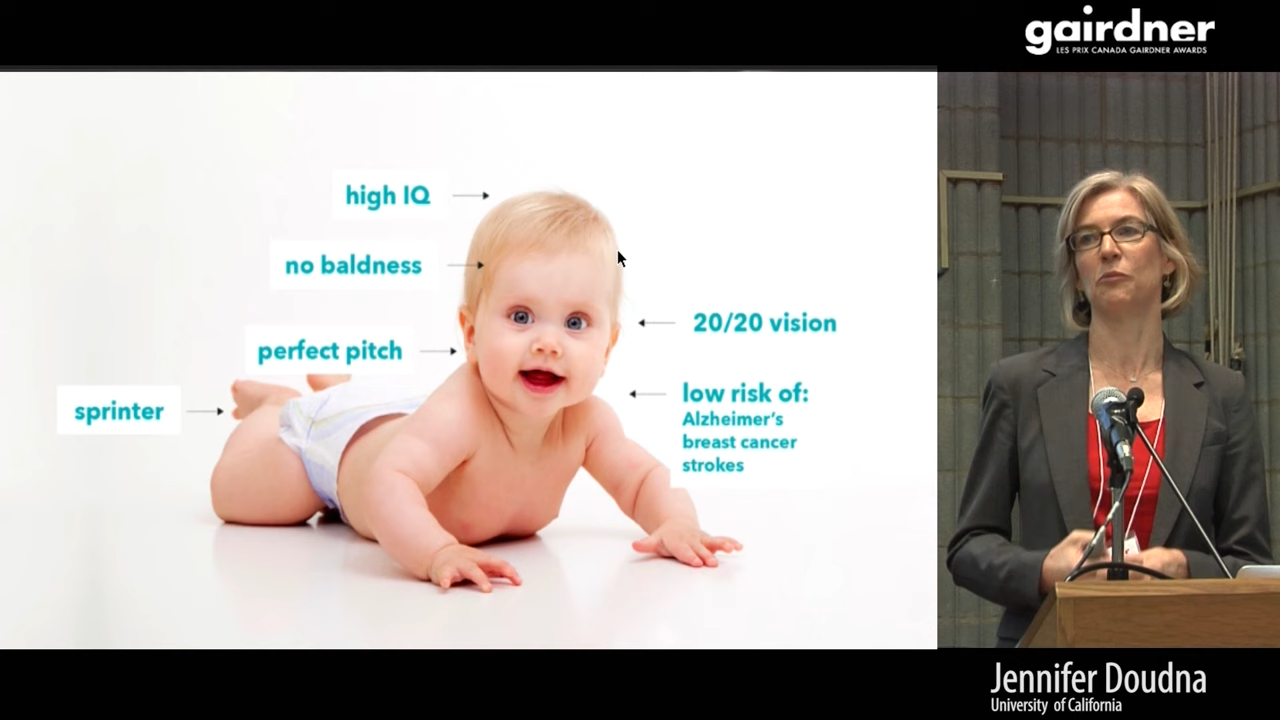 gairdner
LES PRIX CANADA GAIRDNER AWARDS
high IQ
no baldness
perfect pitch
sprinter
20/20 vision
low risk of:
Alzheimer's
breast cancer
strokes
Jennifer Doudna
University of California